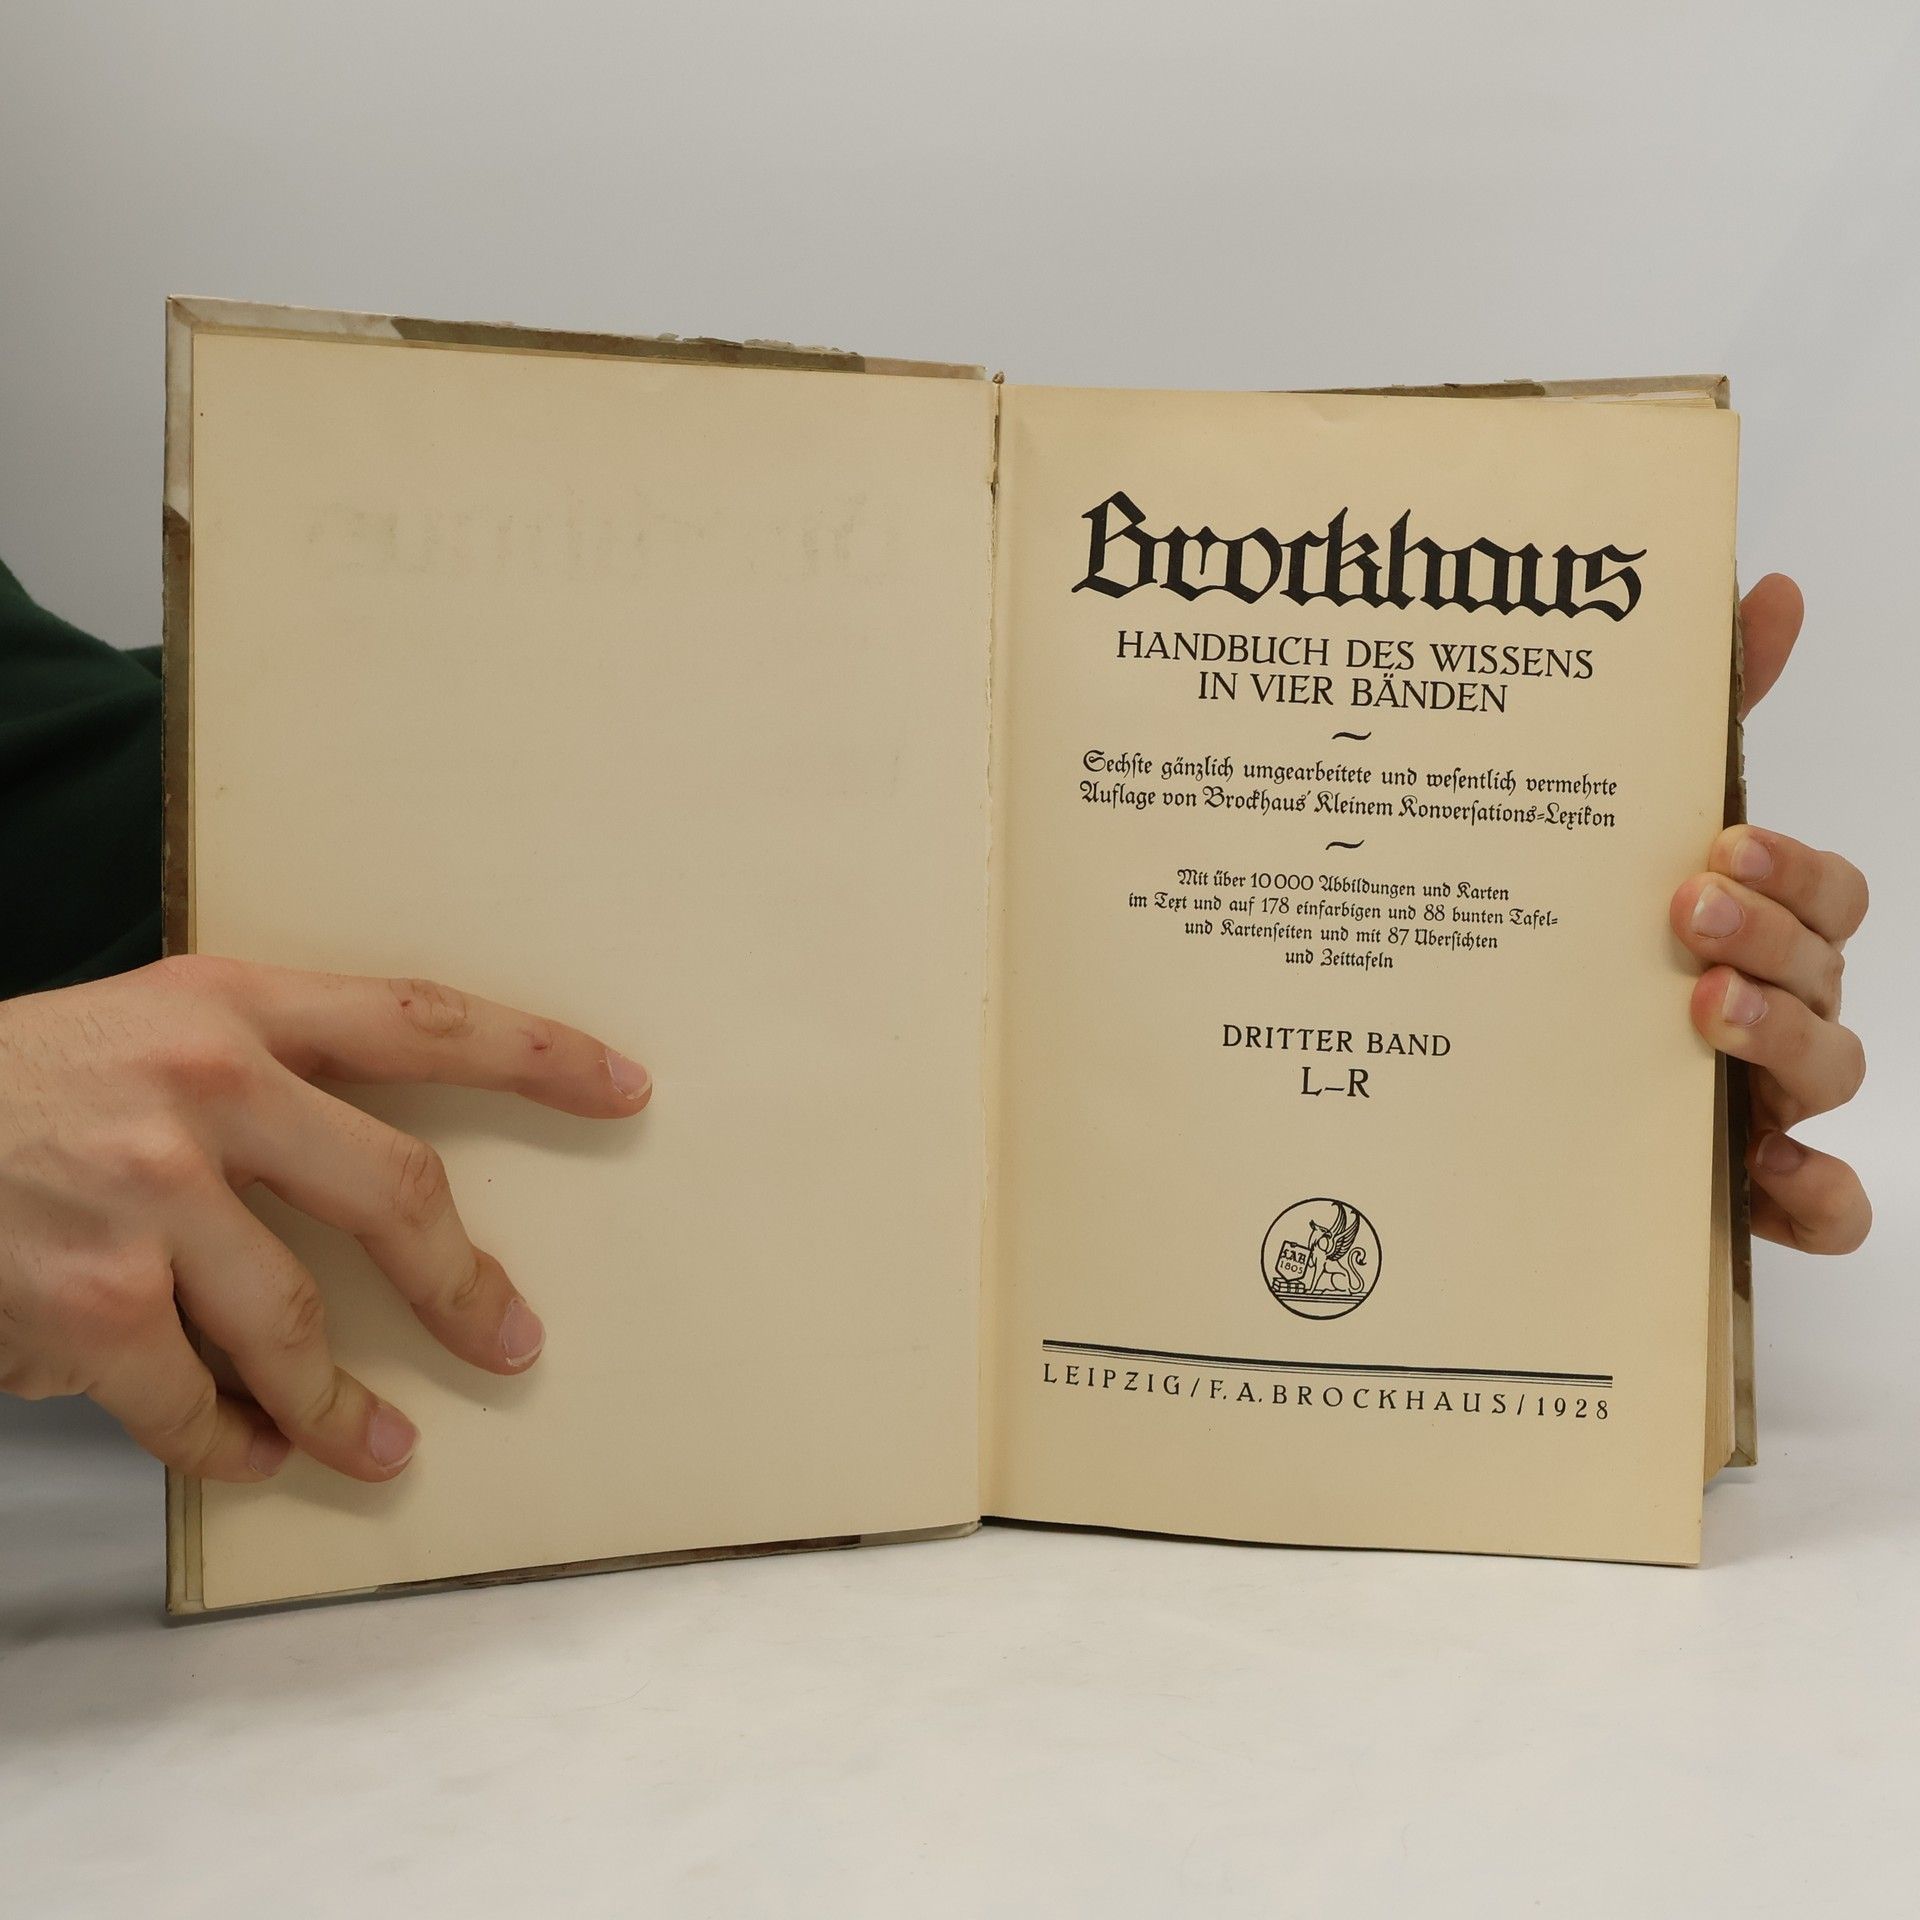 Brockhaus
HANDBUCH DES WISSENS
IN VIER BÄNDEN
Sechste gänzlich umgearbeitete und wesentlich vermehrte
Auflage von Brockhaus' Kleinem Konversations-Lexikon
Mit über 10000 Abbildungen und Karten
im Text und auf 178 einfarbigen und 88 bunten Tafel-
und Kartenseiten und mit 87 Übersichten
und Zeittafeln
DRITTER BAND
L–R
FAB
1805
LEIPZIG / F. A. BROCKHAUS / 1928